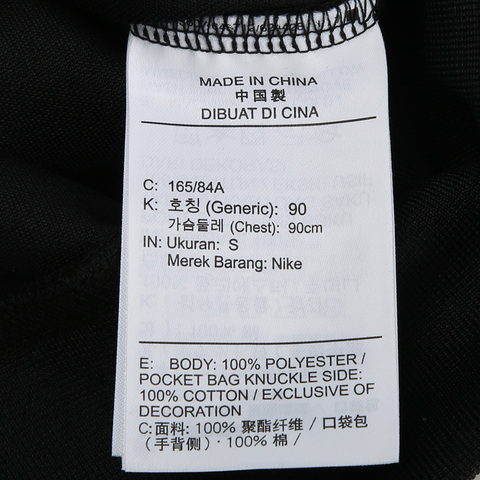 MADE IN CHINA
中国製
DIBUAT DI CINA
C: 165/84A
K: 호칭 (Generic): 90
가슴둘레 (Chest): 90cm
IN: Ukuran: S
Merek Barang: Nike
E: BODY: 100% POLYESTER /
POCKET BAG KNUCKLE SIDE:
100% COTTON / EXCLUSIVE OF
DECORATION
C:面料: 100% 聚酯纤维 / 口袋包
(手背侧)· 100% 棉 /